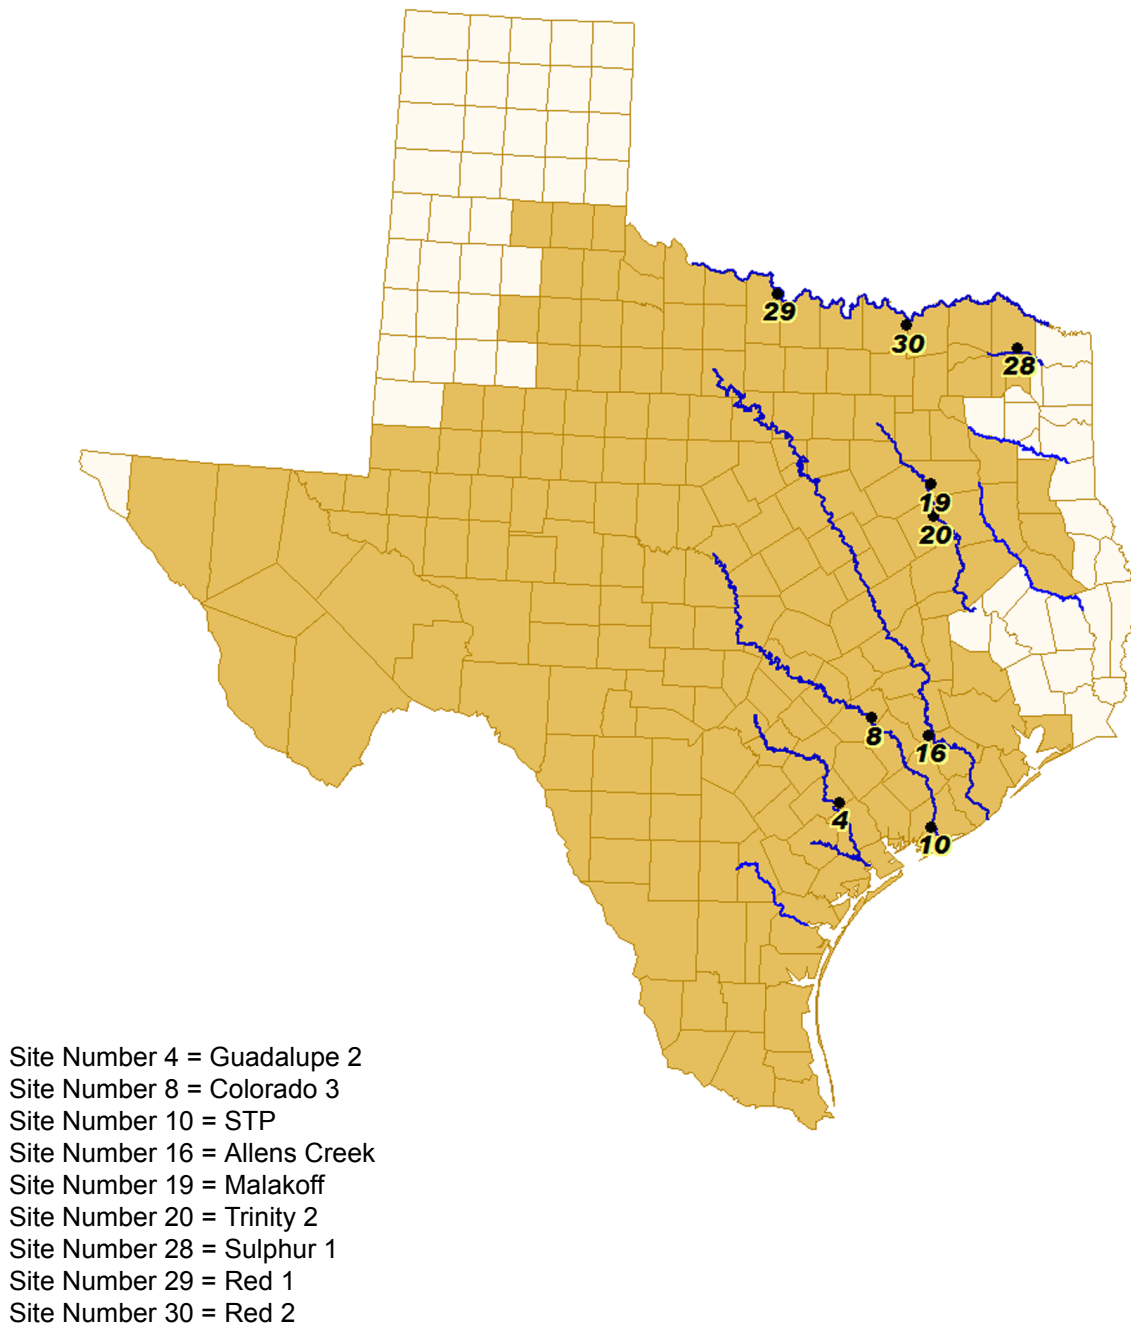 29
30
28
19
20
8
16
4
10
Site Number 4 = Guadalupe 2
Site Number 8 = Colorado 3
Site Number 10 = STP
Site Number 16 = Allens Creek
Site Number 19 = Malakoff
Site Number 20 = Trinity 2
Site Number 28 = Sulphur 1
Site Number 29 = Red 1
Site Number 30 = Red 2